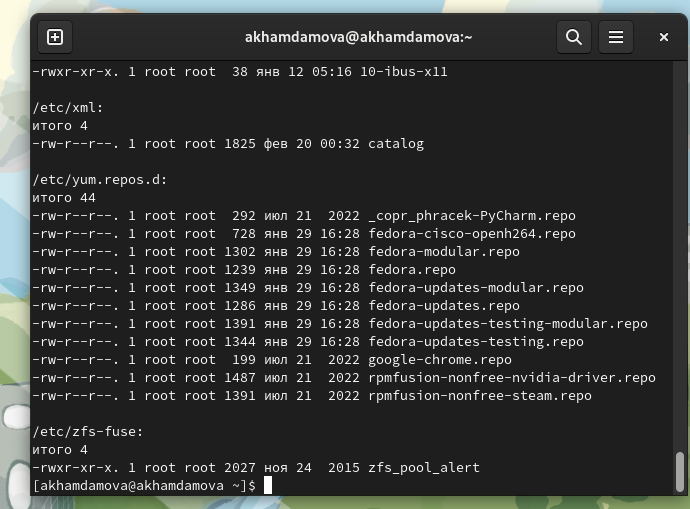 akhamdamova@akhamdamova:~
-rwxr-xr-x. 1 root root  38 янв 12 05:16 10-ibus-x11
/etc/xml:
итого 4
-rw-r--r--. 1 root root 1825 фев 20 00:32 catalog
/etc/yum.repos.d:
итого 44
-rw-r--r--. 1 root root  292 июл 21  2022 _copr_phracek-PyCharm.repo
-rw-r--r--. 1 root root  728 янв 29 16:28 fedora-cisco-openh264.repo
-rw-r--r--. 1 root root 1302 янв 29 16:28 fedora-modular.repo
-rw-r--r--. 1 root root 1239 янв 29 16:28 fedora.repo
-rw-r--r--. 1 root root 1349 янв 29 16:28 fedora-updates-modular.repo
-rw-r--r--. 1 root root 1286 янв 29 16:28 fedora-updates.repo
-rw-r--r--. 1 root root 1391 янв 29 16:28 fedora-updates-testing-modular.repo
-rw-r--r--. 1 root root 1344 янв 29 16:28 fedora-updates-testing.repo
-rw-r--r--. 1 root root  199 июл 21  2022 google-chrome.repo
-rw-r--r--. 1 root root 1487 июл 21  2022 rpmfusion-nonfree-nvidia-driver.repo
-rw-r--r--. 1 root root 1391 июл 21  2022 rpmfusion-nonfree-steam.repo
/etc/zfs-fuse:
итого 4
-rwxr-xr-x. 1 root root 2027 ноя 24  2015 zfs_pool_alert
[akhamdamova@akhamdamova ~]$